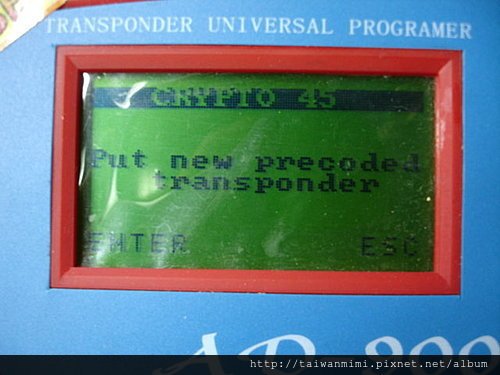 TRANSPONDER UNIVERSAL PROGRAMER
CRYPTO 45
Put new precoded
transponder
ENTER ESC
http://taiwanmimi.pixnet.net/album